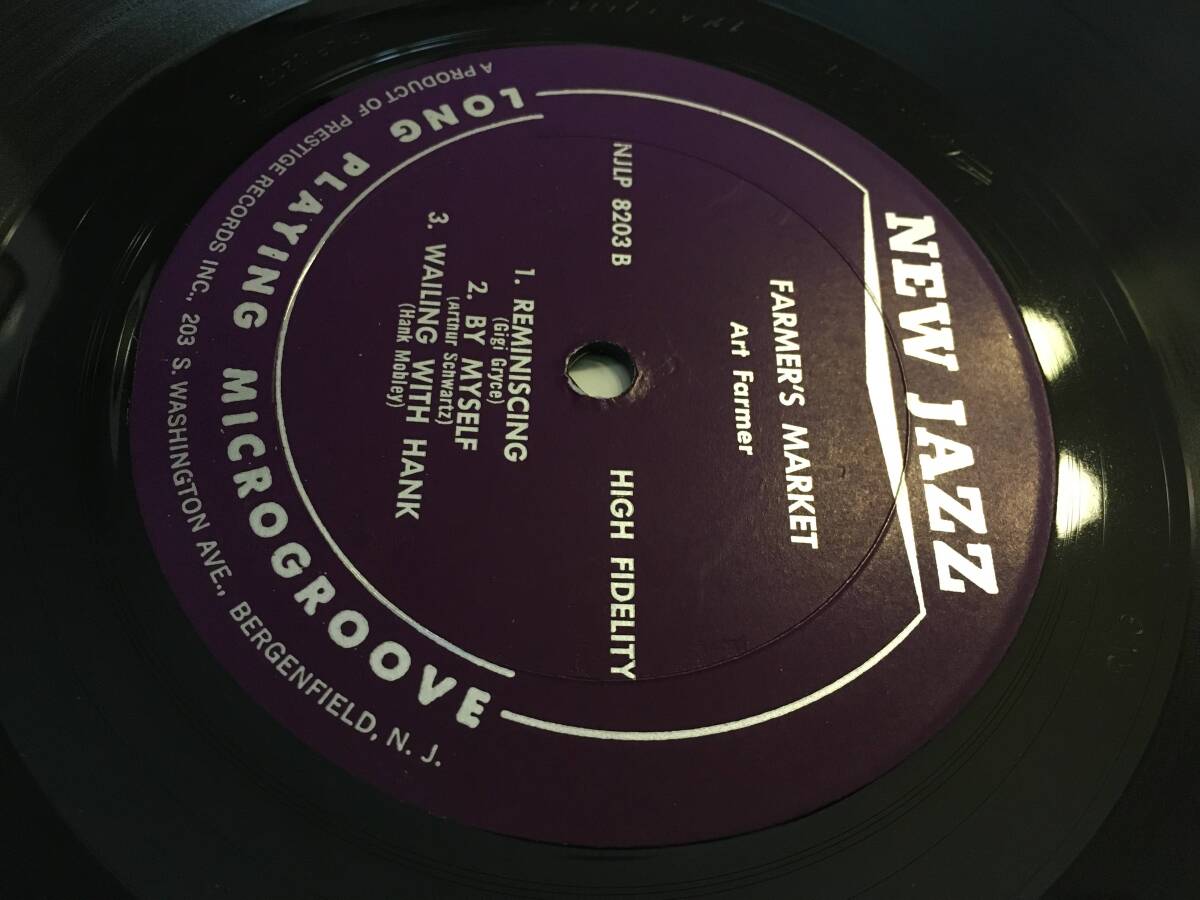 NEW JAZZ
FARMER'S MARKET
Art Farmer
NJLP 8203 B
HIGH FIDELITY
1. REMINISCING
(Gigi Gryce)
2. BY MYSELF
(Arthur Schwartz)
3. WAILING WITH HANK
(Hank Mobley)
LONG PLAYING MICROGROOVE
A PRODUCT OF PRESTIGE RECORDS INC., 203 S. WASHINGTON AVE., BERGENFIELD, N. J.